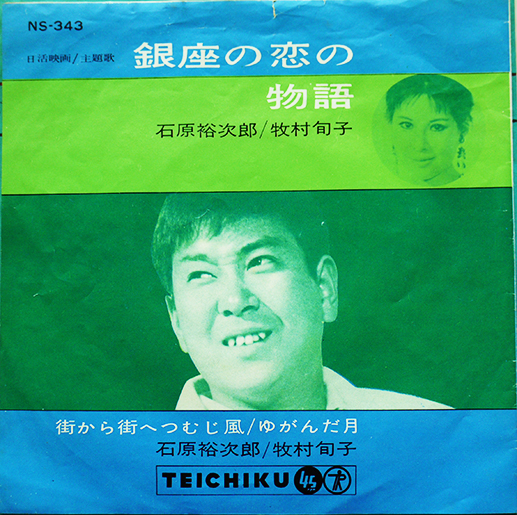 NS-343
日活映画/主題歌 銀座の恋の
物語
石原裕次郎/牧村旬子
街から街へつむじ風/ゆがんだ月
石原裕次郎/牧村旬子
TEICHIKU 45